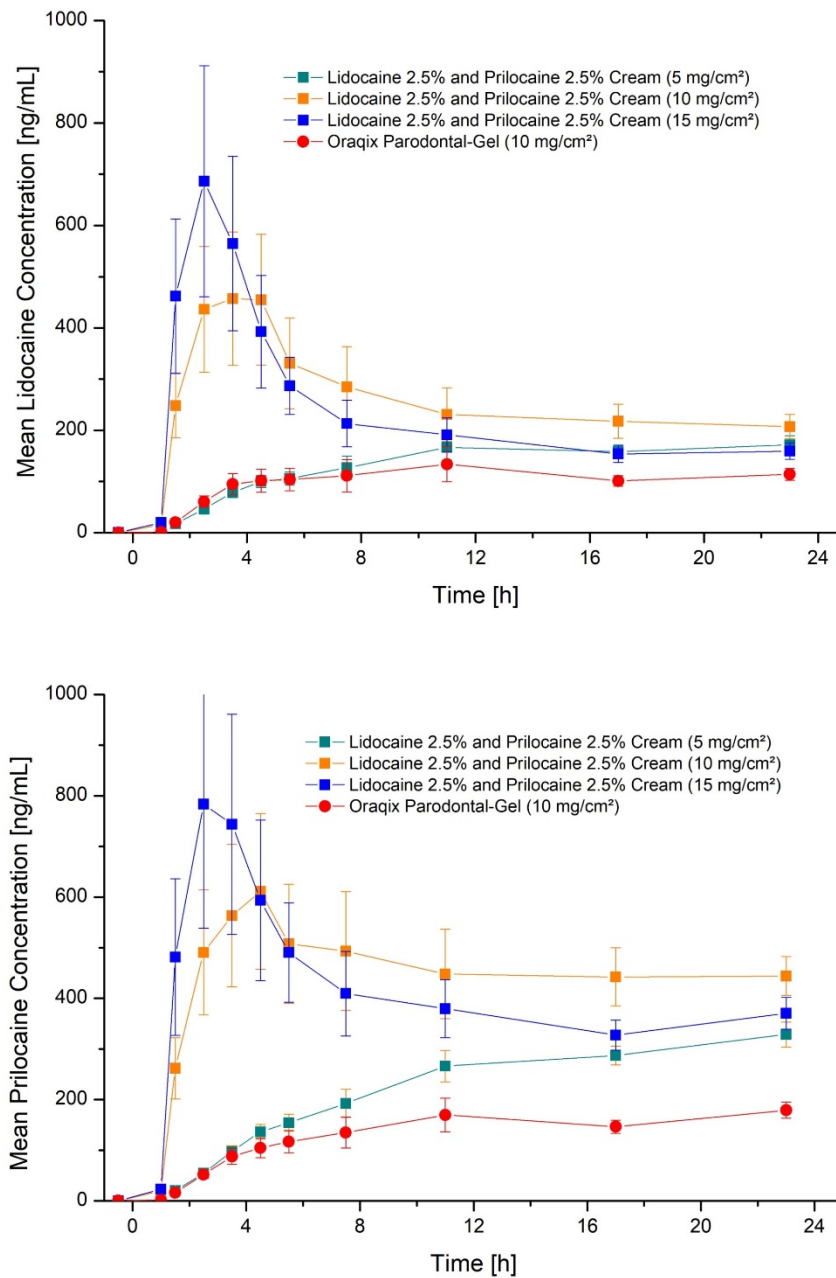 1000
800
600
400
200
0
Mean Lidocaine Concentration [ng/mL]
Lidocaine 2.5% and Prilocaine 2.5% Cream (5 mg/cm²)
Lidocaine 2.5% and Prilocaine 2.5% Cream (10 mg/cm²)
Lidocaine 2.5% and Prilocaine 2.5% Cream (15 mg/cm²)
Oraqix Parodontal-Gel (10 mg/cm²)
0 4 8 12 16 20 24
Time [h]
1000
800
600
400
200
0
Mean Prilocaine Concentration [ng/mL]
Lidocaine 2.5% and Prilocaine 2.5% Cream (5 mg/cm²)
Lidocaine 2.5% and Prilocaine 2.5% Cream (10 mg/cm²)
Lidocaine 2.5% and Prilocaine 2.5% Cream (15 mg/cm²)
Oraqix Parodontal-Gel (10 mg/cm²)
0 4 8 12 16 20 24
Time [h]